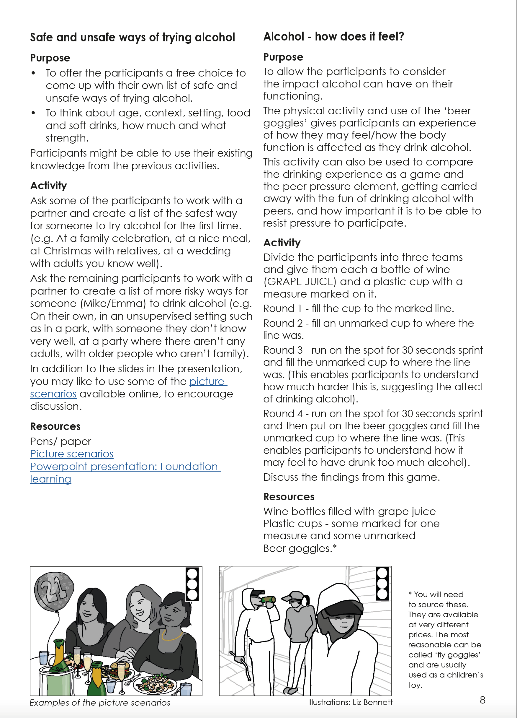 Safe and unsafe ways of trying alcohol
Purpose
• To offer the participants a free choice to
come up with their own list of safe and
unsafe ways of trying alcohol.
• To think about age, context, setting, food
and soft drinks, how much and what
strength.
Participants might be able to use their existing
knowledge from the previous activities.
Activity
Ask some of the participants to work with a
partner and create a list of the safest way
for someone to try alcohol for the first time.
(e.g. At a family celebration, at a nice meal,
at Christmas with relatives, at a wedding
with adults you know well).
Ask the remaining participants to work with a
partner to create a list of more risky ways for
someone (Mike/Emma) to drink alcohol (e.g.
On their own, in an unsupervised setting such
as in a park, with someone they don't know
very well, at a party where there aren't any
adults, with older people who aren't family).
In addition to the slides in the presentation,
you may like to use some of the picture
scenarios available online, to encourage
discussion.
Resources
Pens/ paper
Picture scenarios
Powerpoint presentation: Foundation
learning
Alcohol - how does it feel?
Purpose
To allow the participants to consider
the impact alcohol can have on their
functioning.
The physical activity and use of the 'beer
goggles' gives participants an experience
of how they may feel/how the body
function is affected as they drink alcohol.
This activity can also be used to compare
the drinking experience as a game and
the peer pressure element, getting carried
away with the fun of drinking alcohol with
peers, and how important it is to be able to
resist pressure to participate.
Activity
Divide the participants into three teams
and give them each a bottle of wine
(GRAPE JUICE) and a plastic cup with a
measure marked on it.
Round 1 - fill the cup to the marked line.
Round 2 - fill an unmarked cup to where the
line was.
Round 3 - run on the spot for 30 seconds sprint
and fill the unmarked cup to where the line
was. (This enables participants to understand
how much harder this is, suggesting the affect
of drinking alcohol).
Round 4 - run on the spot for 30 seconds sprint
and then put on the beer goggles and fill the
unmarked cup to where the line was. (This
enables participants to understand how it
may feel to have drunk too much alcohol).
Discuss the findings from this game.
Resources
Wine bottles filled with grape juice
Plastic cups - some marked for one
measure and some unmarked
Beer goggles.*
21
* You will need
to source these.
They are available
at very different
prices. The most
reasonable can be
called 'fly goggles'
and are usually
used as a children's
toy.
Examples of the picture scenarios
Illustrations: Liz Bennett
8